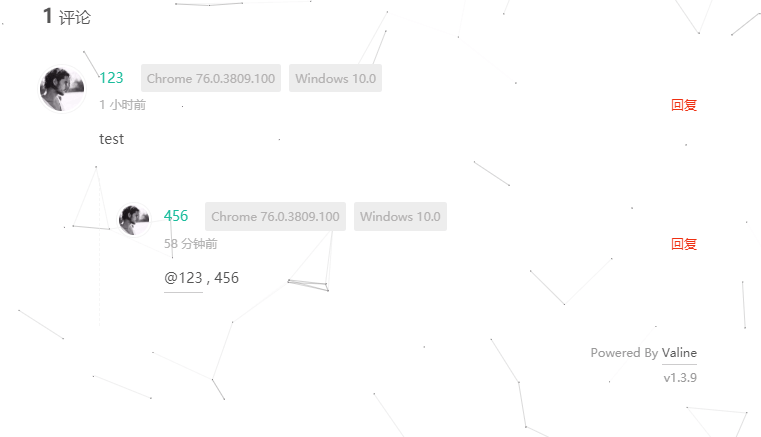 1 评论
123 Chrome 76.0.3809.100 Windows 10.0
1 小时前 回复
test
456 Chrome 76.0.3809.100 Windows 10.0
58 分钟前 回复
@123 , 456
Powered By Valine
v1.3.9